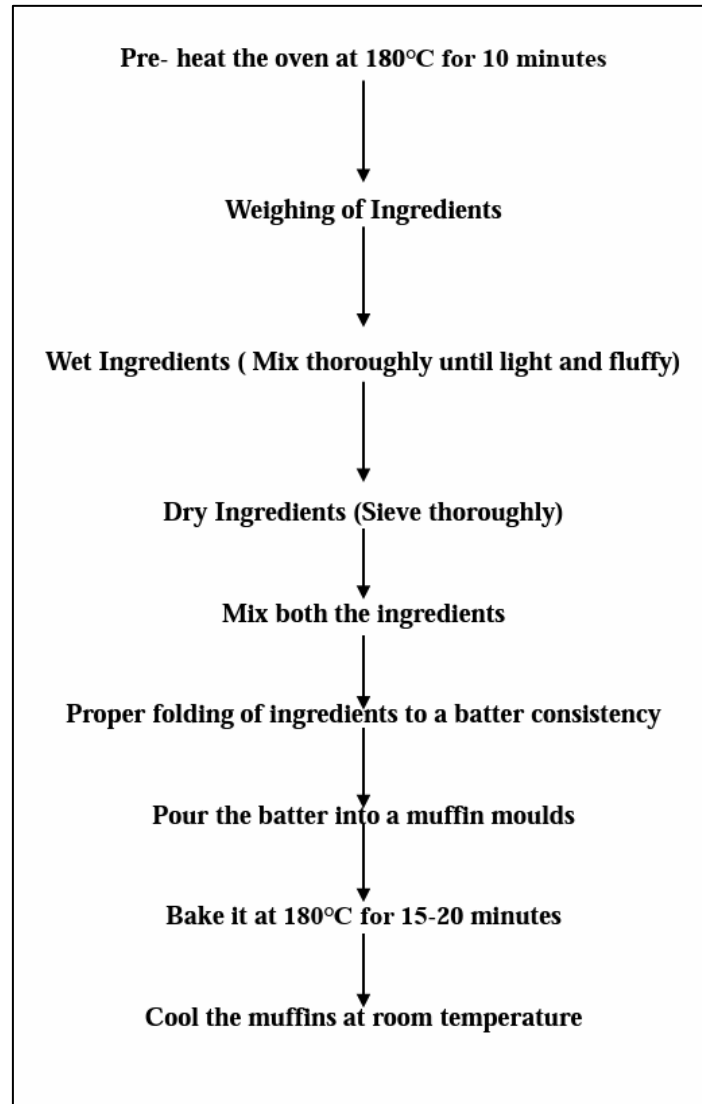 Pre- heat the oven at 180°C for 10 minutes
Weighing of Ingredients
Wet Ingredients ( Mix thoroughly until light and fluffy)
Dry Ingredients (Sieve thoroughly)
Mix both the ingredients
Proper folding of ingredients to a batter consistency
Pour the batter into a muffin moulds
Bake it at 180°C for 15-20 minutes
Cool the muffins at room temperature